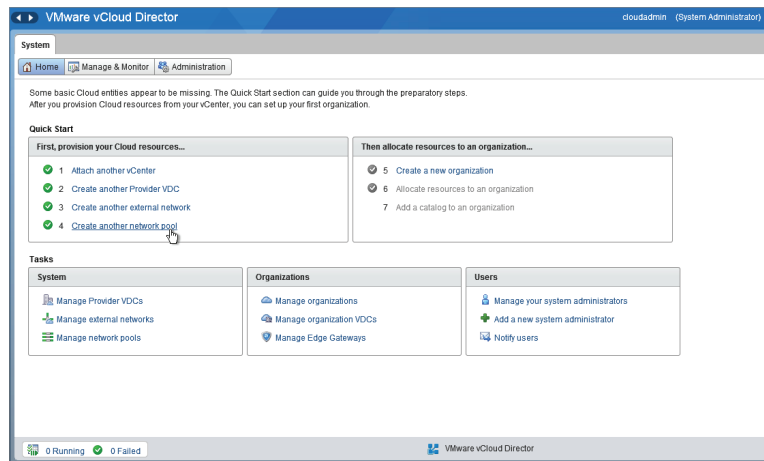 VMware vCloud Director
cloudadmin (System Administrator)
System
Home
Manage & Monitor
Administration
Some basic Cloud entities appear to be missing. The Quick Start section can guide you through the preparatory steps.
After you provision Cloud resources from your vCenter, you can set up your first organization.
Quick Start
First, provision your Cloud resources...
1 Attach another vCenter
2 Create another Provider VDC
3 Create another external network
4 Create another network pool
Then allocate resources to an organization...
5 Create a new organization
6 Allocate resources to an organization
7 Add a catalog to an organization
Tasks
System
Manage Provider VDCs
Manage external networks
Manage network pools
Organizations
Manage organizations
Manage organization VDCs
Manage Edge Gateways
Users
Manage your system administrators
Add a new system administrator
Notify users
0 Running 0 Failed
VMware vCloud Director